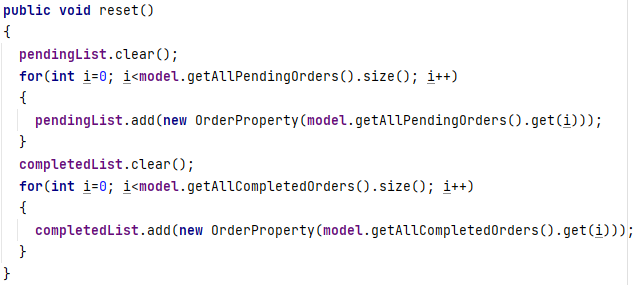 public void reset()
{
  pendingList.clear();
  for(int i=0; i<model.getAllPendingOrders().size(); i++)
  {
    pendingList.add(new OrderProperty(model.getAllPendingOrders().get(i)));
  }
  completedList.clear();
  for(int i=0; i<model.getAllCompletedOrders().size(); i++)
  {
    completedList.add(new OrderProperty(model.getAllCompletedOrders().get(i)));
  }
}